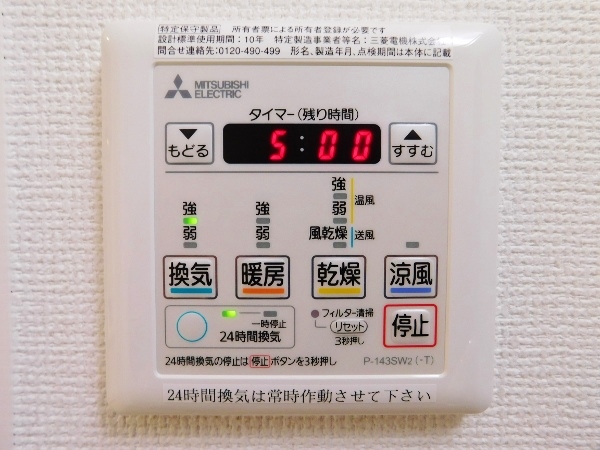 [特定保守製品] 所有者票による所有者登録が必要です
設計標準使用期間：10年 特定製造事業者等名：三菱電機株式会
問合せ連絡先:0120-490-499 形名、製造年月、点検期間は本体に記載
MITSUBISHI
ELECTRIC
タイマー(残り時間)
▼
もどる
5:00
▲
すすむ
強
弱
強
弱
強
弱
風乾燥
温風
送風
換気
暖房
乾燥
涼風
一時停止
24時間換気
フィルター清掃
リセット
3秒押し
停止
24時間換気の停止は 停止 ボタンを3秒押し
P-143SW2(・T)
24時間換気は常時作動させて下さい